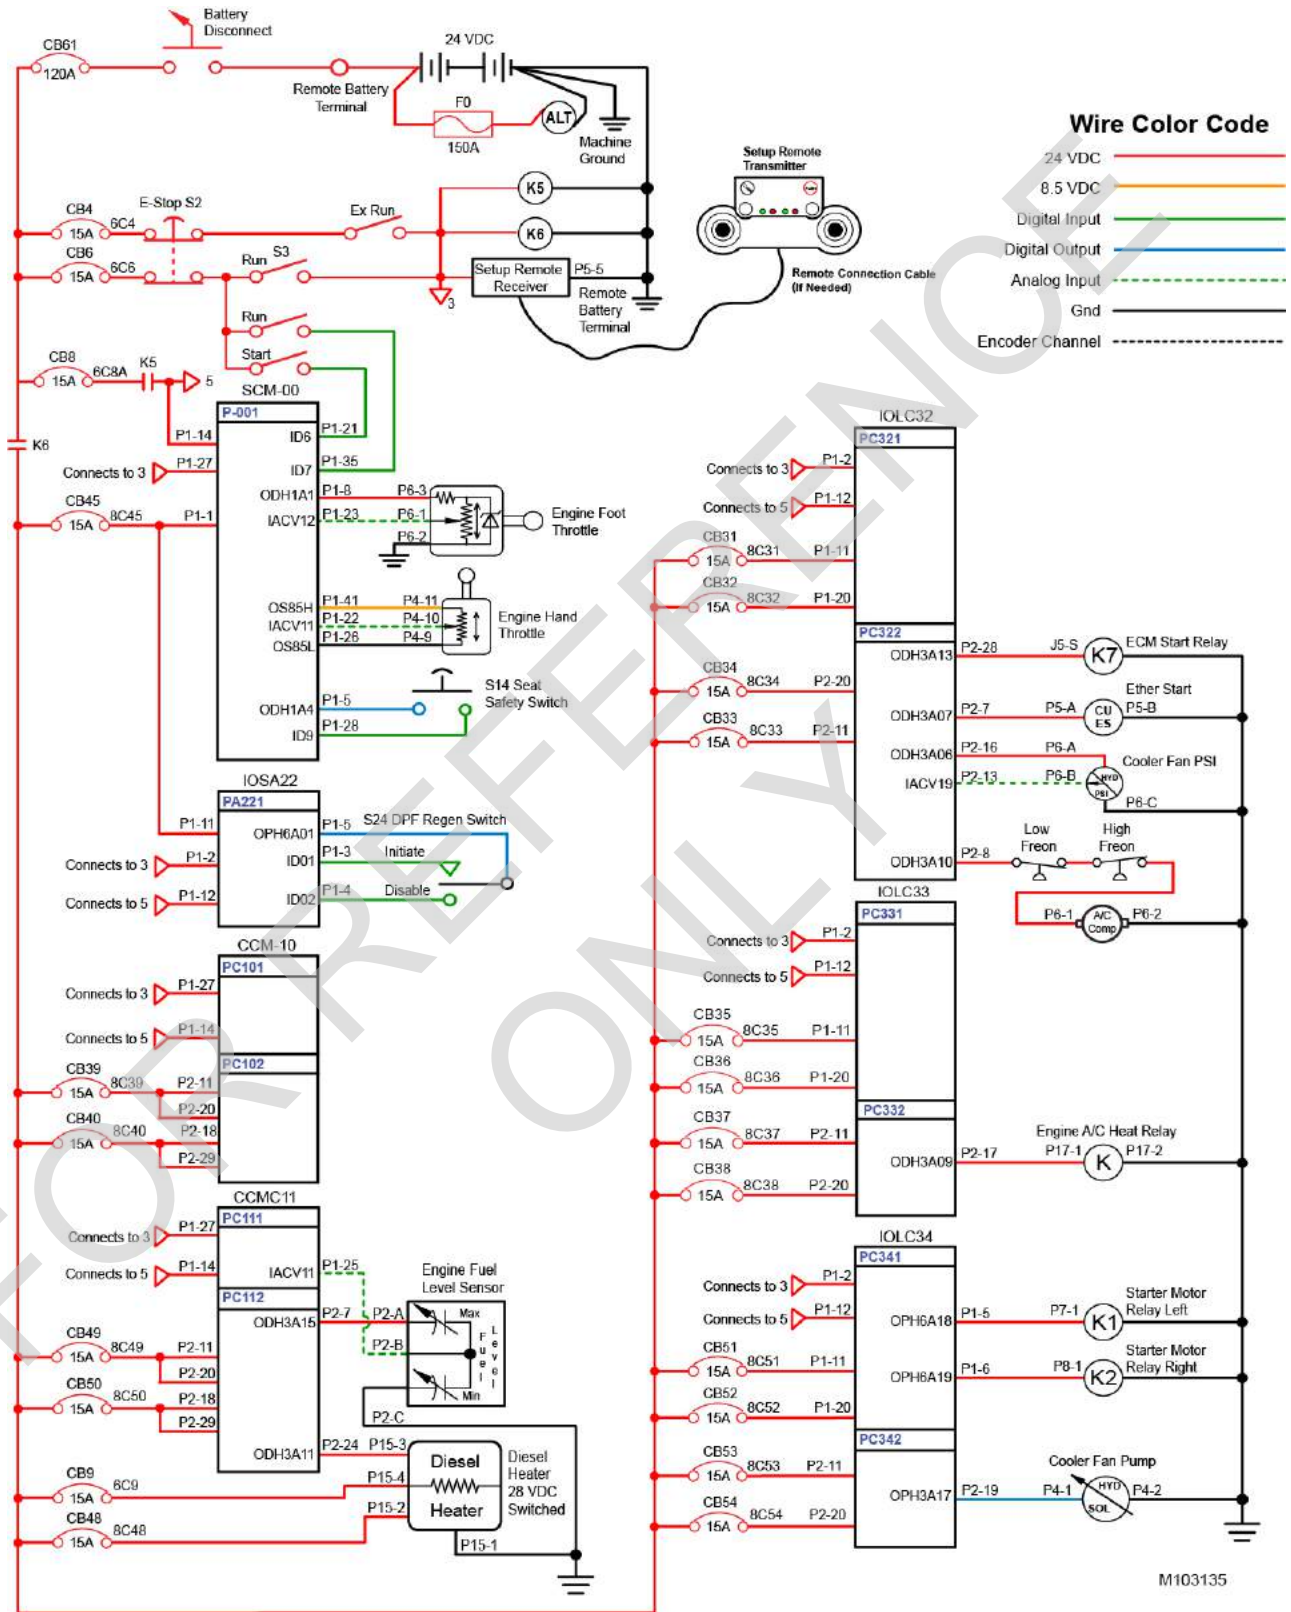 Battery
Disconnect
CB61
120A
24 VDC
Remote Battery
Terminal
F0
150A
ALT
Machine
Ground
Wire Color Code
24 VDC
8.5 VDC
Digital Input
Digital Output
Analog Input
Gnd
Encoder Channel
Setup Remote
Transmitter
Remote Connection Cable
(If Needed)
K5
K6
CB4
15A
6C4
E-Stop S2
Ex Run
CB6
15A
6C6
Run S3
3
Setup Remote
Receiver
P5-5
Remote
Battery
Terminal
Run
Start
CB8
15A
6C8A
K5
5
K6
SCM-00
P-001
P1-14
ID6
P1-21
Connects to 3
P1-27
ID7
P1-35
CB45
15A
8C45
P1-1
ODH1A1
P1-8
P6-3
IACV12
P1-23
P6-1
P6-2
Engine Foot
Throttle
OS85H
P1-41
P4-11
IACV11
P1-22
P4-10
OS85L
P1-26
P4-9
Engine Hand
Throttle
ODH1A4
P1-5
ID9
P1-28
S14 Seat
Safety Switch
IOSA22
PA221
P1-11
OPH6A01
P1-5
S24 DPF Regen Switch
Connects to 3
P1-2
ID01
P1-3
Initiate
Connects to 5
P1-12
ID02
P1-4
Disable
CCM-10
PC101
Connects to 3
P1-27
Connects to 5
P1-14
PC102
CB39
15A
8C39
P2-11
P2-20
CB40
15A
8C40
P2-18
P2-29
CCMC11
PC111
Connects to 3
P1-27
Connects to 5
P1-14
IACV11
P1-25
PC112
Engine Fuel
Level Sensor
ODH3A15
P2-7
P2-A
P2-B
P2-C
Max
Fuel
Level
Min
CB49
15A
8C49
P2-11
P2-20
CB50
15A
8C50
P2-18
P2-29
ODH3A11
P2-24
P15-3
P15-4
P15-2
P15-1
Diesel
Heater
Diesel
Heater
28 VDC
Switched
CB9
15A
6C9
CB48
15A
8C48
IOLC32
PC321
Connects to 3
P1-2
Connects to 5
P1-12
CB31
15A
8C31
P1-11
CB32
15A
8C32
P1-20
PC322
ODH3A13
P2-28
J5-S
K7
ECM Start Relay
CB34
15A
8C34
P2-20
ODH3A07
P2-7
P5-A
CU
ES
P5-B
Ether Start
CB33
15A
8C33
P2-11
ODH3A06
P2-16
P6-A
Cooler Fan PSI
IACV19
P2-13
P6-B
HYD
PSI
P6-C
ODH3A10
P2-8
Low
Freon
High
Freon
P6-1
A/C
Comp
P6-2
IOLC33
PC331
Connects to 3
P1-2
Connects to 5
P1-12
CB35
15A
8C35
P1-11
CB36
15A
8C36
P1-20
PC332
CB37
15A
8C37
P2-11
CB38
15A
8C38
P2-20
ODH3A09
P2-17
Engine A/C Heat Relay
P17-1
K
P17-2
IOLC34
PC341
Connects to 3
P1-2
Connects to 5
P1-12
OPH6A18
P1-5
P7-1
K1
Starter Motor
Relay Left
CB51
15A
8C51
P1-11
OPH6A19
P1-6
P8-1
K2
Starter Motor
Relay Right
CB52
15A
8C52
P1-20
PC342
CB53
15A
8C53
P2-11
OPH3A17
P2-19
Cooler Fan Pump
P4-1
HYD
SOL
P4-2
CB54
15A
8C54
P2-20
M103135
FOR REFERENCE
ONLY